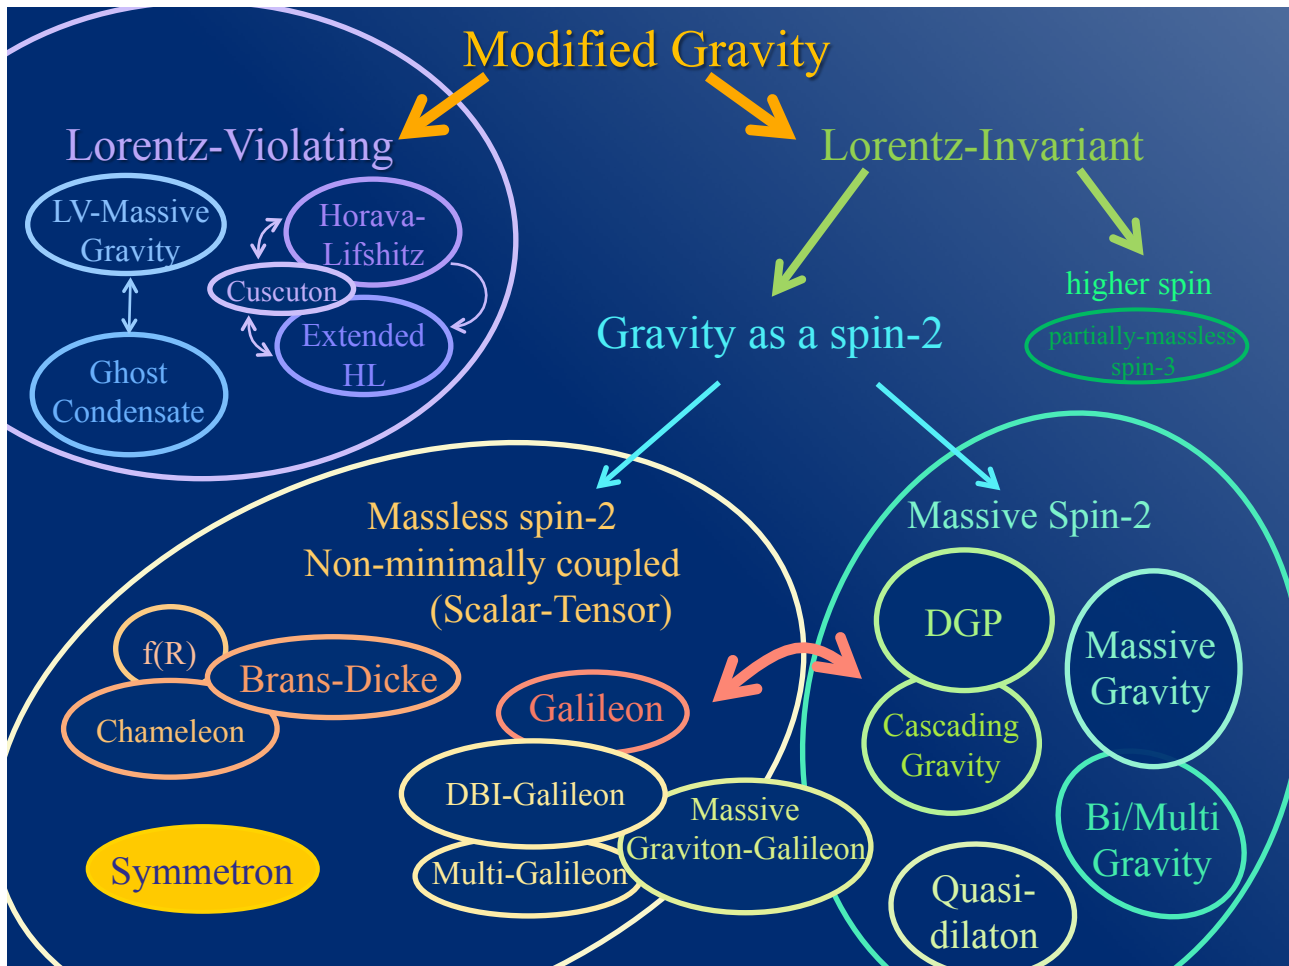 Modified Gravity
Lorentz-Violating
Lorentz-Invariant
LV-Massive
Gravity
Horava-
Lifshitz
Cuscuton
Extended
HL
Ghost
Condensate
higher spin
partially-massless
spin-3
Gravity as a spin-2
Massless spin-2
Non-minimally coupled
(Scalar-Tensor)
f(R)
Brans-Dicke
Chameleon
Galileon
DBI-Galileon
Multi-Galileon
Massive
Graviton-Galileon
Symmetron
Massive Spin-2
DGP
Cascading
Gravity
Massive
Gravity
Bi/Multi
Gravity
Quasi-
dilaton